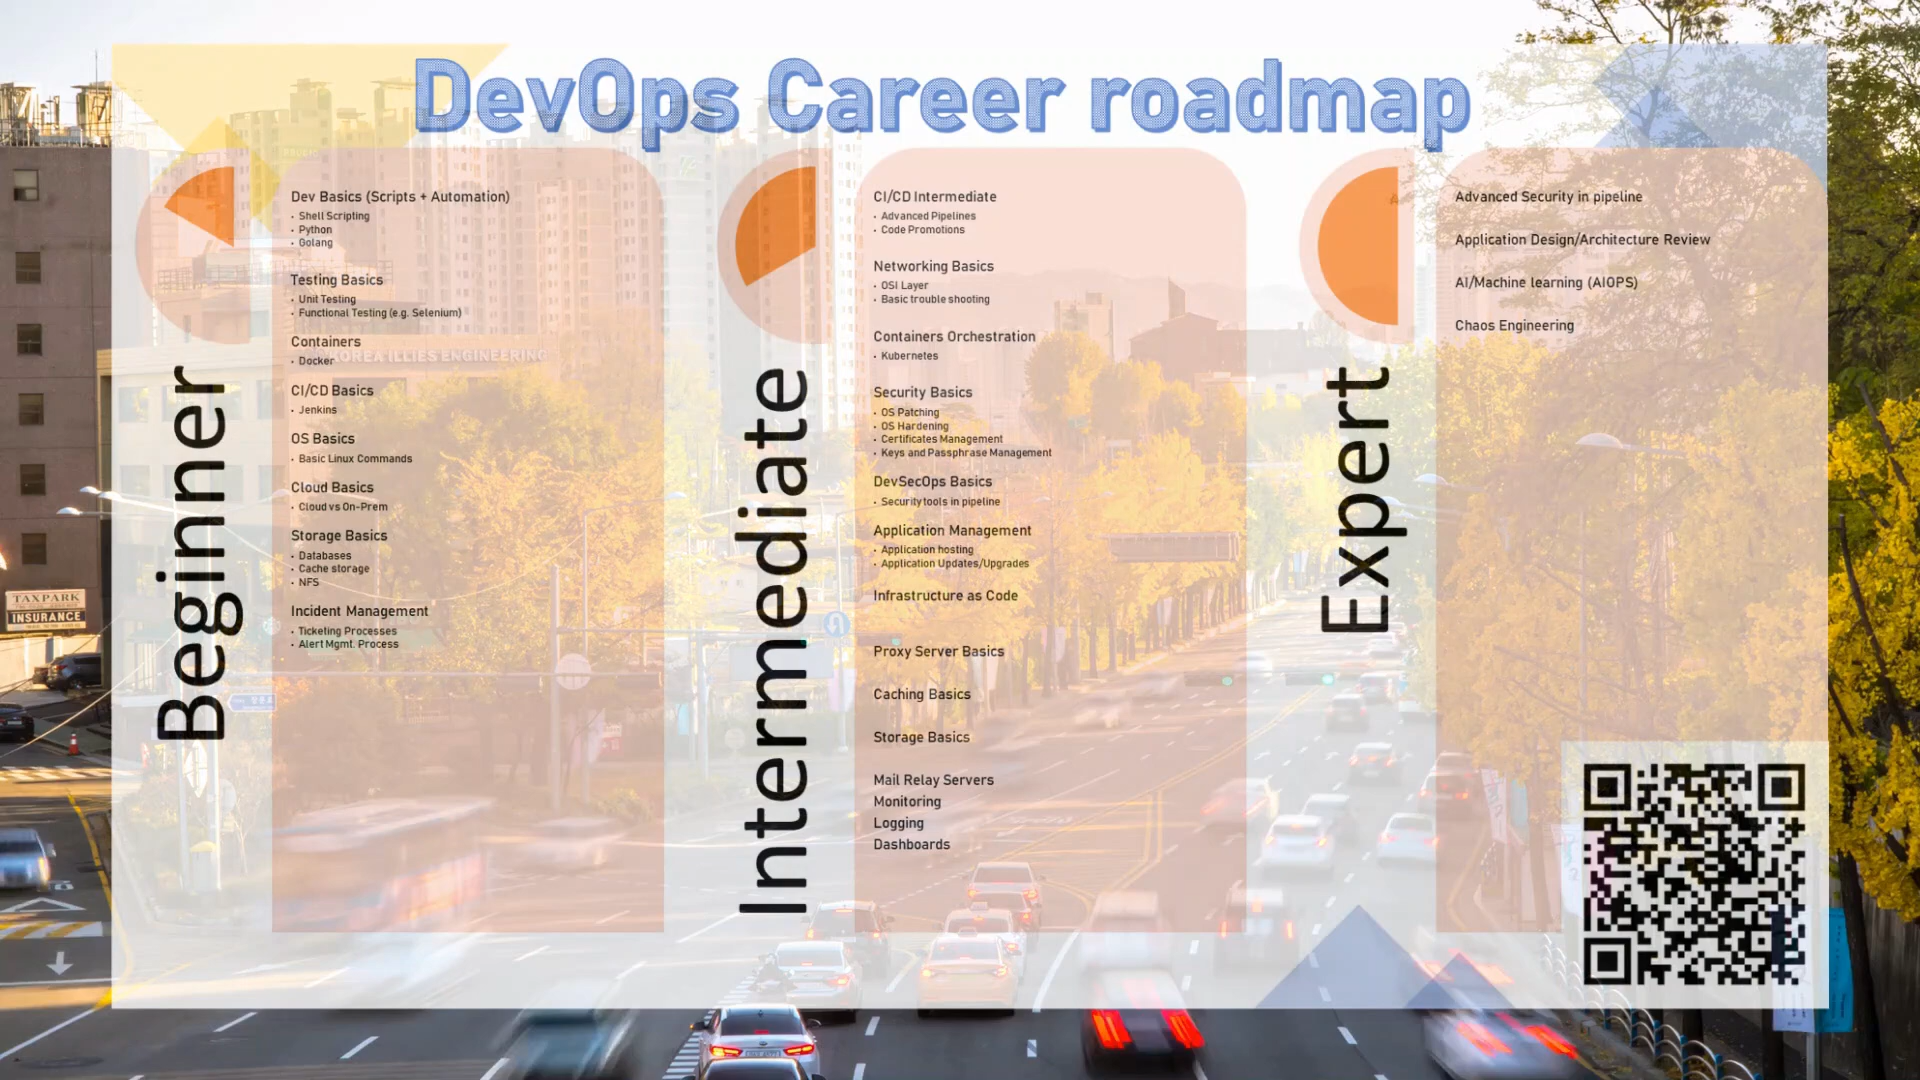 DevOps Career roadmap
Beginner
Dev Basics (Scripts + Automation)
• Shell Scripting
• Python
• Golang
Testing Basics
• Unit Testing
• Functional Testing (e.g. Selenium)
Containers
• Docker
CI/CD Basics
• Jenkins
OS Basics
• Basic Linux Commands
Cloud Basics
• Cloud vs On-Prem
Storage Basics
• Databases
• Cache storage
• NFS
Incident Management
• Ticketing Processes
• Alert Mgmt. Process
Intermediate
CI/CD Intermediate
• Advanced Pipelines
• Code Promotions
Networking Basics
• OSI Layer
• Basic trouble shooting
Containers Orchestration
• Kubernetes
Security Basics
• OS Patching
• OS Hardening
• Certificates Management
• Keys and Passphrase Management
DevSecOps Basics
• Security tools in pipeline
Application Management
• Application hosting
• Application Updates/Upgrades
Infrastructure as Code
Proxy Server Basics
Caching Basics
Storage Basics
Mail Relay Servers
Monitoring
Logging
Dashboards
Expert
Advanced Security in pipeline
Application Design/Architecture Review
AI/Machine learning (AIOPS)
Chaos Engineering
KOREA ILLIES ENGINEERING
TAXPARK
INSURANCE